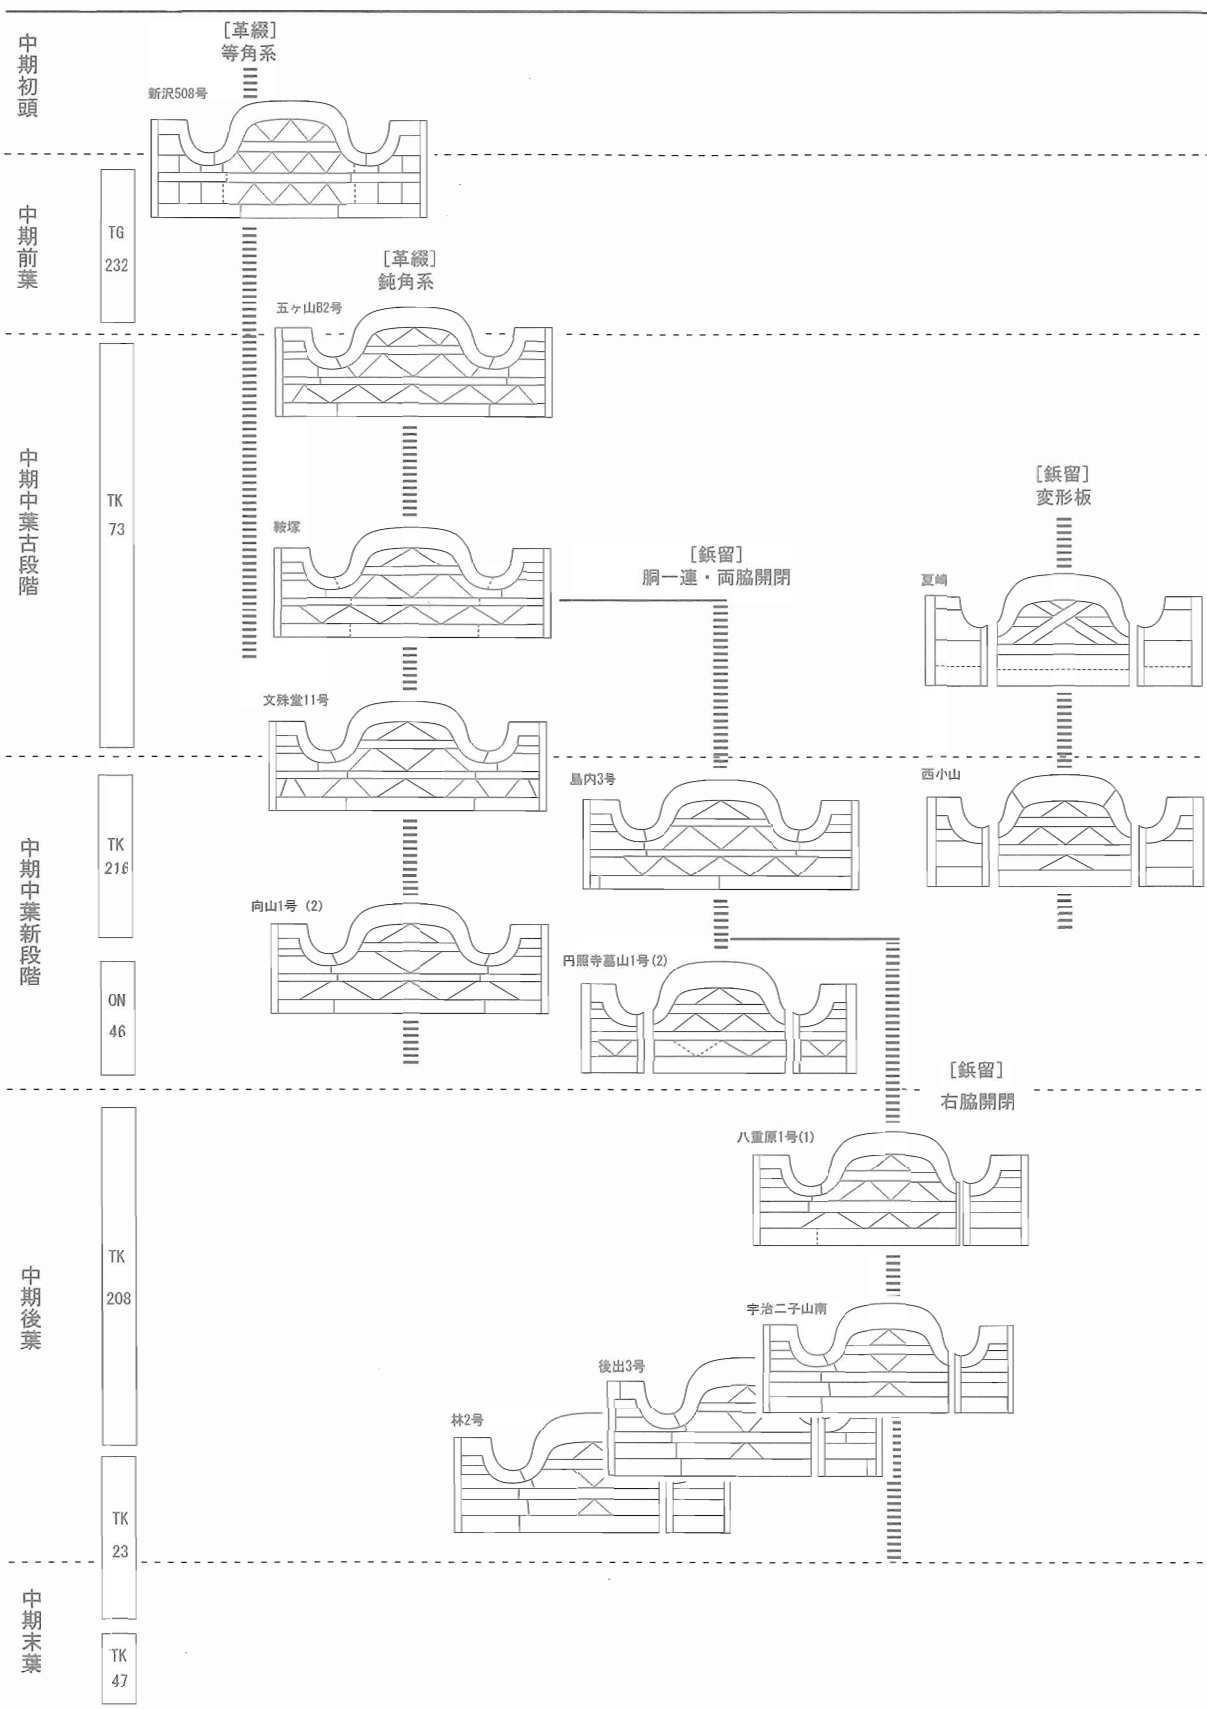 中期初頭
[革綴]
等角系
新沢508号
中期前葉
TG
232
[革綴]
鈍角系
五ヶ山B2号
中期中葉古段階
TK
73
鞍塚
[鋲留]
胴一連・両脇開閉
[鋲留]
変形板
夏崎
文殊堂11号
中期中葉新段階
TK
216
島内3号
西小山
向山1号 (2)
円照寺墓山1号(2)
ON
46
[鋲留]
右脇開閉
中期後葉
TK
208
八重原1号(1)
宇治二子山南
後出3号
林2号
TK
23
中期末葉
TK
47